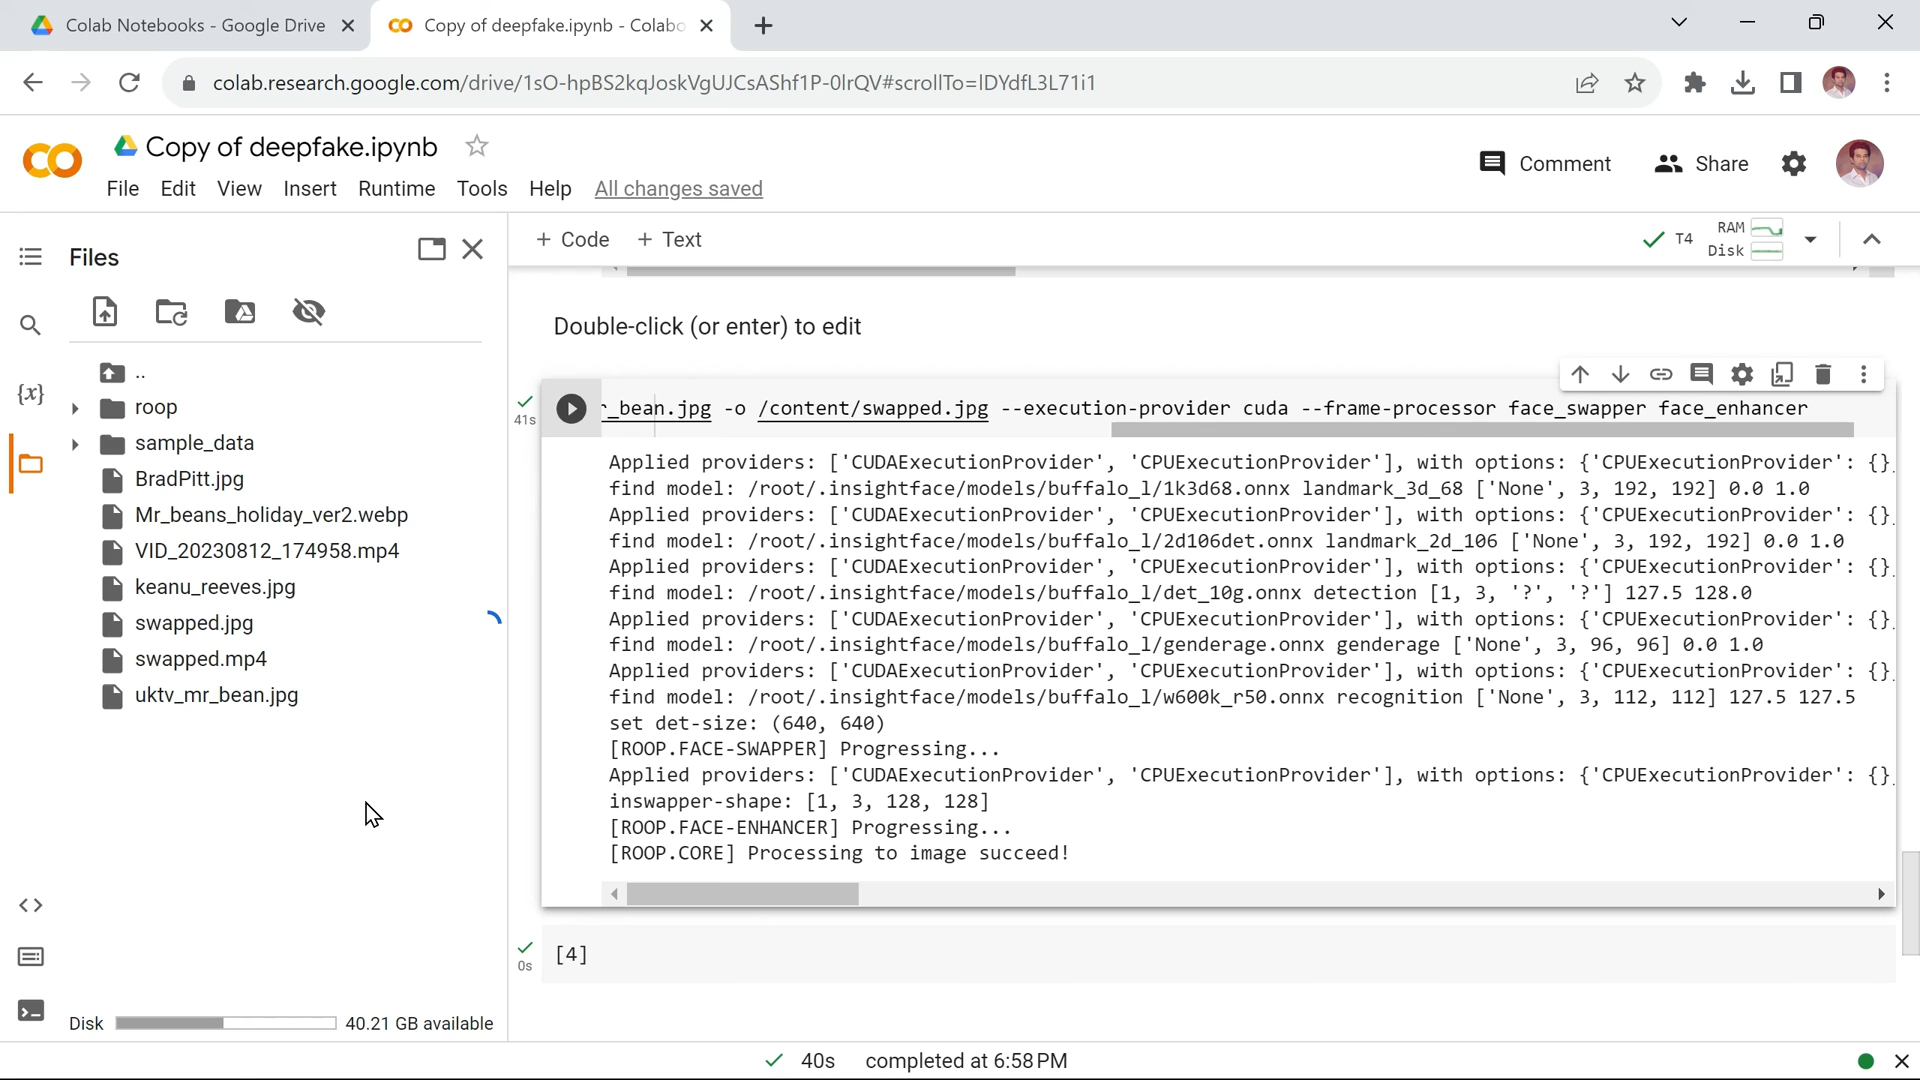 Colab Notebooks - Google Drive
Copy of deepfake.ipynb - Colabo
colab.research.google.com/drive/1sO-hpBS2kqJoskVgUJCsAShf1P-0lrQV#scrollTo=lDYdfL3L71i1
Copy of deepfake.ipynb
Comment
Share
File Edit View Insert Runtime Tools Help All changes saved
Files
+ Code + Text
T4
RAM
Disk
Double-click (or enter) to edit
..
roop
sample_data
BradPitt.jpg
Mr_beans_holiday_ver2.webp
VID_20230812_174958.mp4
keanu_reeves.jpg
swapped.jpg
swapped.mp4
uktv_mr_bean.jpg
{x}
<>
Disk 40.21 GB available
41s
r_bean.jpg -o /content/swapped.jpg --execution-provider cuda --frame-processor face_swapper face_enhancer
Applied providers: ['CUDAExecutionProvider', 'CPUExecutionProvider'], with options: {'CPUExecutionProvider': {},
find model: /root/.insightface/models/buffalo_l/1k3d68.onnx landmark_3d_68 ['None', 3, 192, 192] 0.0 1.0
Applied providers: ['CUDAExecutionProvider', 'CPUExecutionProvider'], with options: {'CPUExecutionProvider': {},
find model: /root/.insightface/models/buffalo_l/2d106det.onnx landmark_2d_106 ['None', 3, 192, 192] 0.0 1.0
Applied providers: ['CUDAExecutionProvider', 'CPUExecutionProvider'], with options: {'CPUExecutionProvider': {},
find model: /root/.insightface/models/buffalo_l/det_10g.onnx detection [1, 3, '?', '?'] 127.5 128.0
Applied providers: ['CUDAExecutionProvider', 'CPUExecutionProvider'], with options: {'CPUExecutionProvider': {},
find model: /root/.insightface/models/buffalo_l/genderage.onnx genderage ['None', 3, 96, 96] 0.0 1.0
Applied providers: ['CUDAExecutionProvider', 'CPUExecutionProvider'], with options: {'CPUExecutionProvider': {},
find model: /root/.insightface/models/buffalo_l/w600k_r50.onnx recognition ['None', 3, 112, 112] 127.5 127.5
set det-size: (640, 640)
[ROOP.FACE-SWAPPER] Progressing...
Applied providers: ['CUDAExecutionProvider', 'CPUExecutionProvider'], with options: {'CPUExecutionProvider': {},
inswapper-shape: [1, 3, 128, 128]
[ROOP.FACE-ENHANCER] Progressing...
[ROOP.CORE] Processing to image succeed!
0s
[4]
40s completed at 6:58 PM